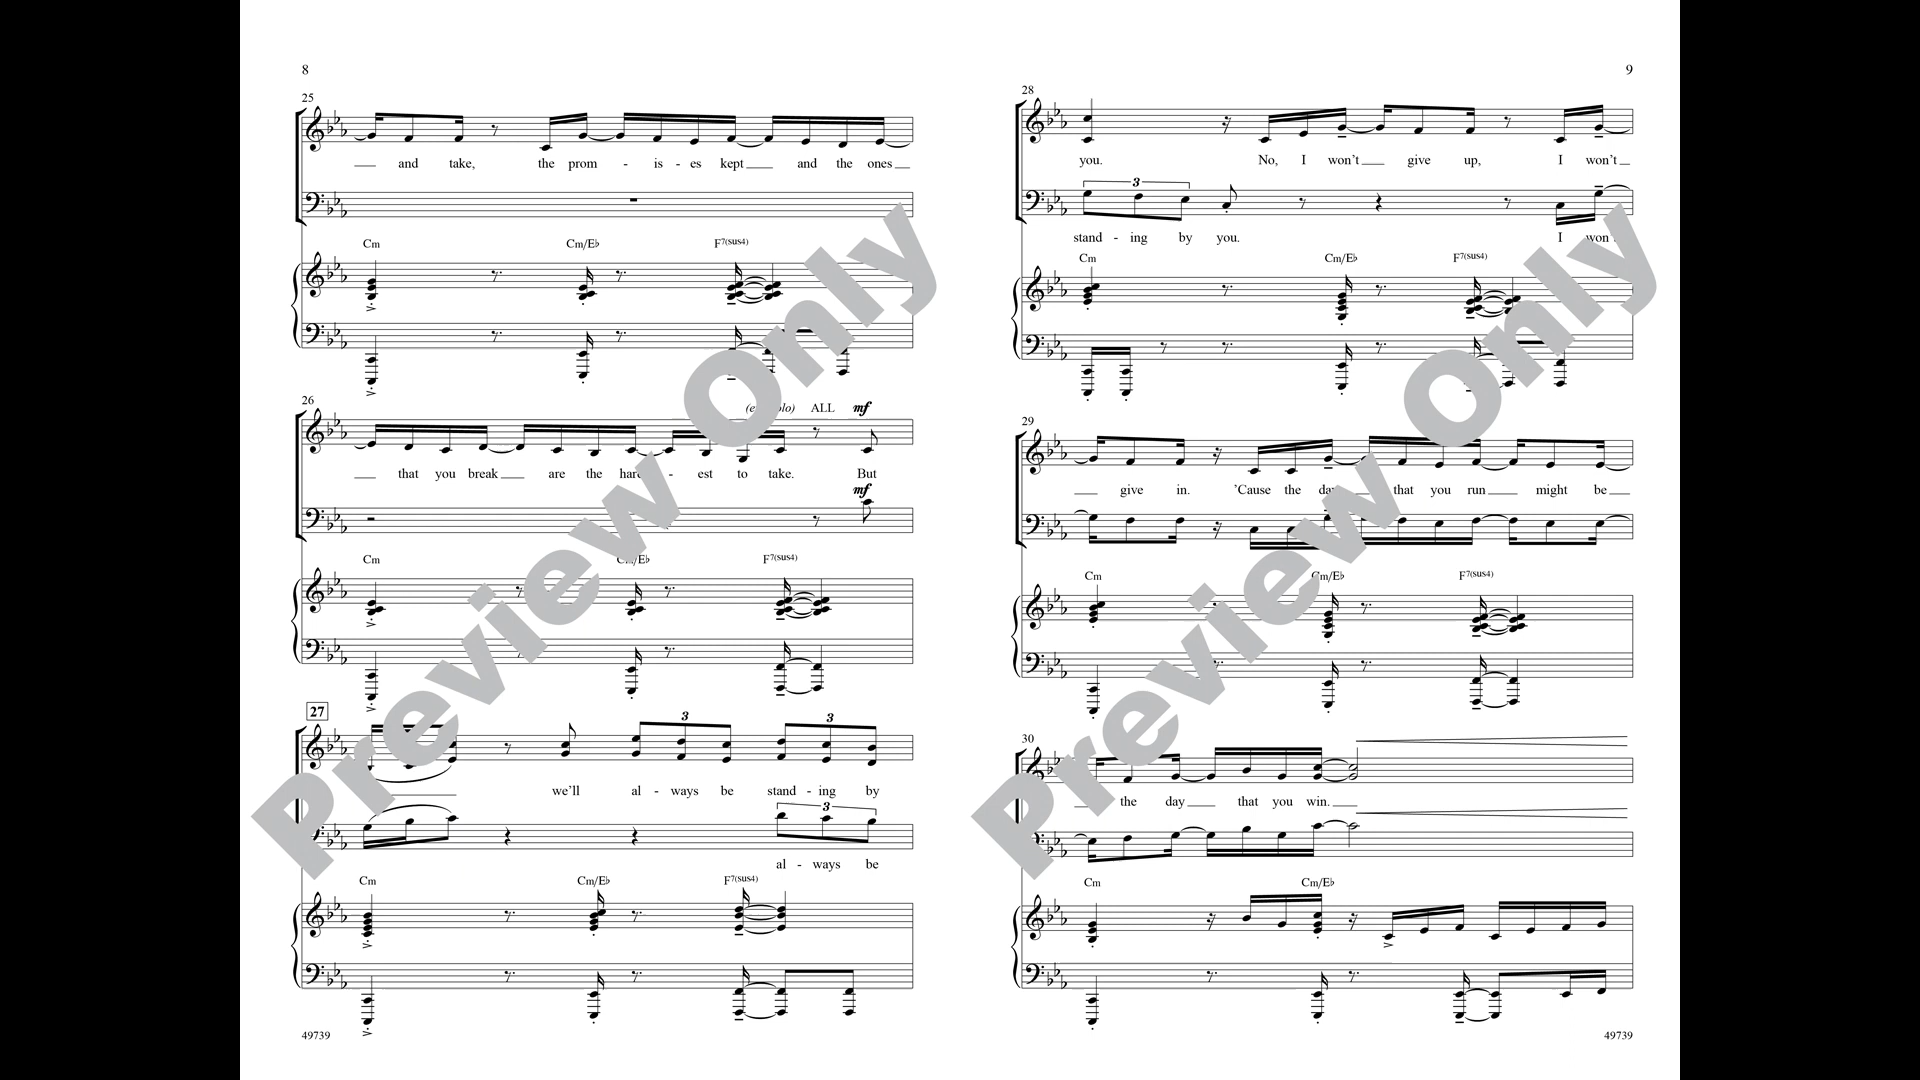 8
25
and take, the prom - is - es kept and the ones
Cm Cm/E♭ F7(sus4)
26
ALL mf
that you break are the hard - est to take. But
mf
Cm Cm/E♭ F7(sus4)
27
3 3
we'll al - ways be stand - ing by
3
al - ways be
Cm Cm/E♭ F7(sus4)
49739
9
28
you. No, I won't give up, I won't
3
stand - ing by you. I
Cm Cm/E♭ F7(sus4)
29
give in. 'Cause the day that you run might be
Cm Cm/E♭ F7(sus4)
30
the day that you win.
Cm Cm/E♭
49739
Preview Only
Preview Only